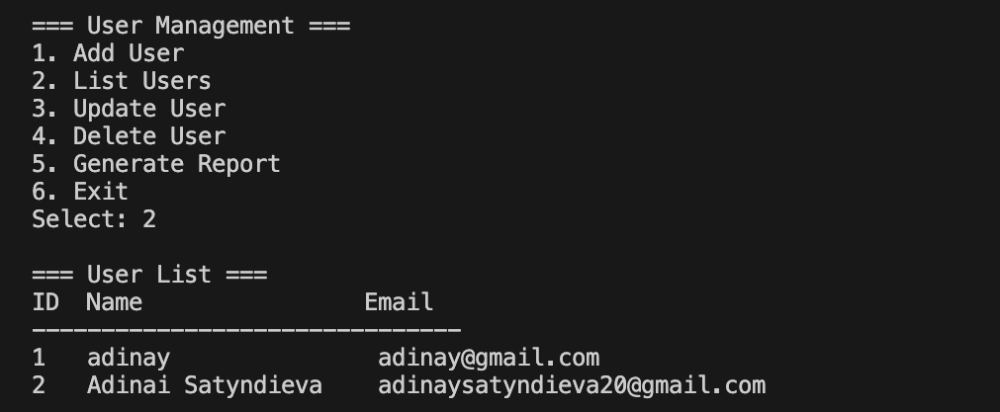 === User Management ===
1. Add User
2. List Users
3. Update User
4. Delete User
5. Generate Report
6. Exit
Select: 2
=== User List ===
ID  Name                Email
-------------------------------
1   adinay               adinay@gmail.com
2   Adinai Satyndieva    adinaysatyndieva20@gmail.com